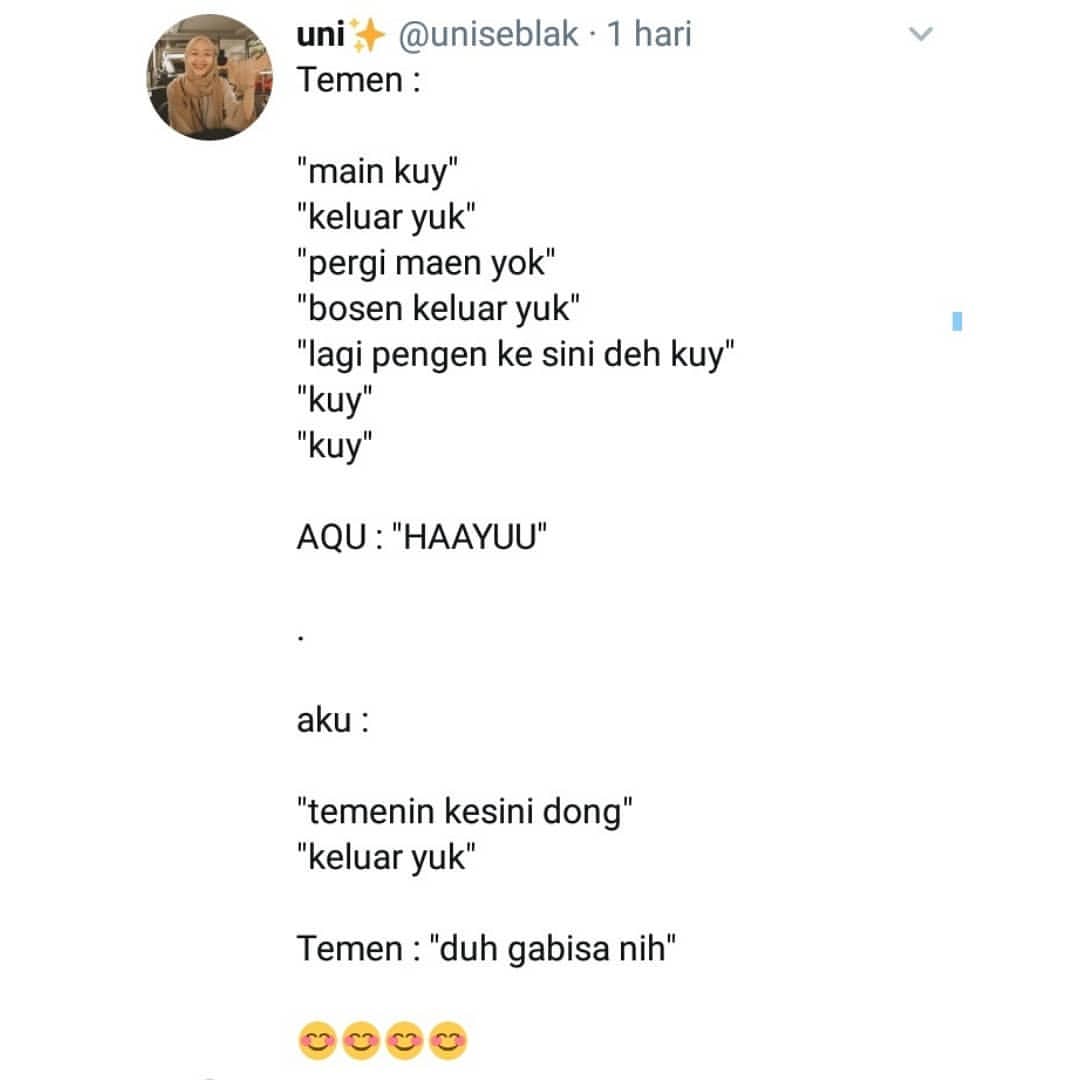 uni✨ @uniseblak · 1 hari
Temen :
"main kuy"
"keluar yuk"
"pergi maen yok"
"bosen keluar yuk"
"lagi pengen ke sini deh kuy"
"kuy"
"kuy"
AQU : "HAAYUU"
.
aku :
"temenin kesini dong"
"keluar yuk"
Temen : "duh gabisa nih"
😊😊😊😊